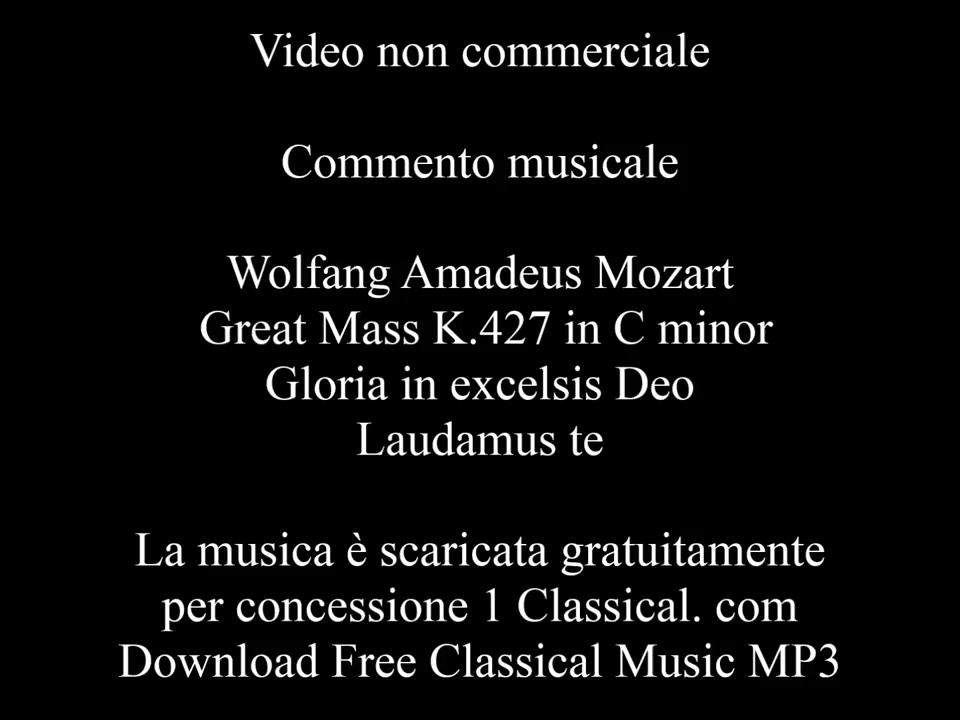 Video non commerciale
Commento musicale
Wolfang Amadeus Mozart
Great Mass K.427 in C minor
Gloria in excelsis Deo
Laudamus te
La musica è scaricata gratuitamente
per concessione 1 Classical. com
Download Free Classical Music MP3